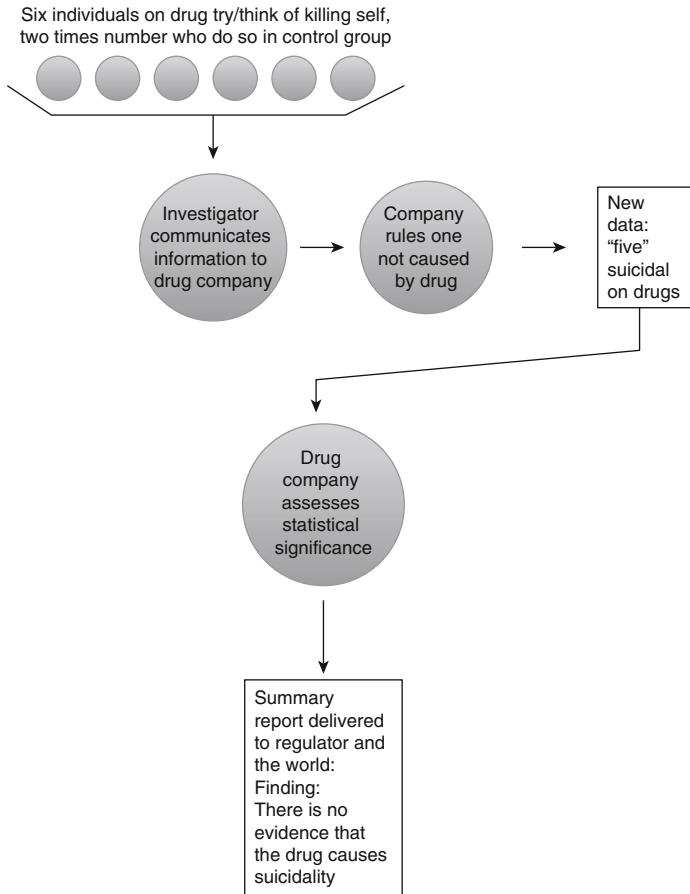 Six individuals on drug try/think of killing self,
two times number who do so in control group
Investigator
communicates
information to
drug company
Company
rules one
not caused
by drug
New
data:
“five”
suicidal
on drugs
Drug
company
assesses
statistical
significance
Summary
report delivered
to regulator and
the world:
Finding:
There is no
evidence that
the drug causes
suicidality